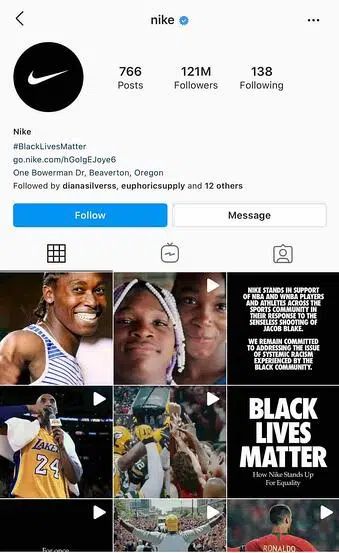 nike
766
121M
138
Posts
Followers
Following
Nike
#BlackLivesMatter
go.nike.com/hGolgEJoye6
One Bowerman Dr, Beaverton, Oregon
Followed by dianasilverss, euphoricsupply and 12 others
Follow
Message
NIKE STANDS IN SUPPORT
OF NBA AND WNBA PLAYERS
AND ATHLETES ACROSS THE
SPORTS COMMUNITY IN
THEIR RESPONSE TO THE
SENSELESS SHOOTING OF
JACOB BLAKE.
WE REMAIN COMMITTED
TO ADDRESSING THE ISSUE
OF SYSTEMIC RACISM
EXPERIENCED BY THE
BLACK COMMUNITY.
LAKERS
24
BLACK
LIVES
MATTER
How Nike Stands Up
For Equality
For once,
RONALDO